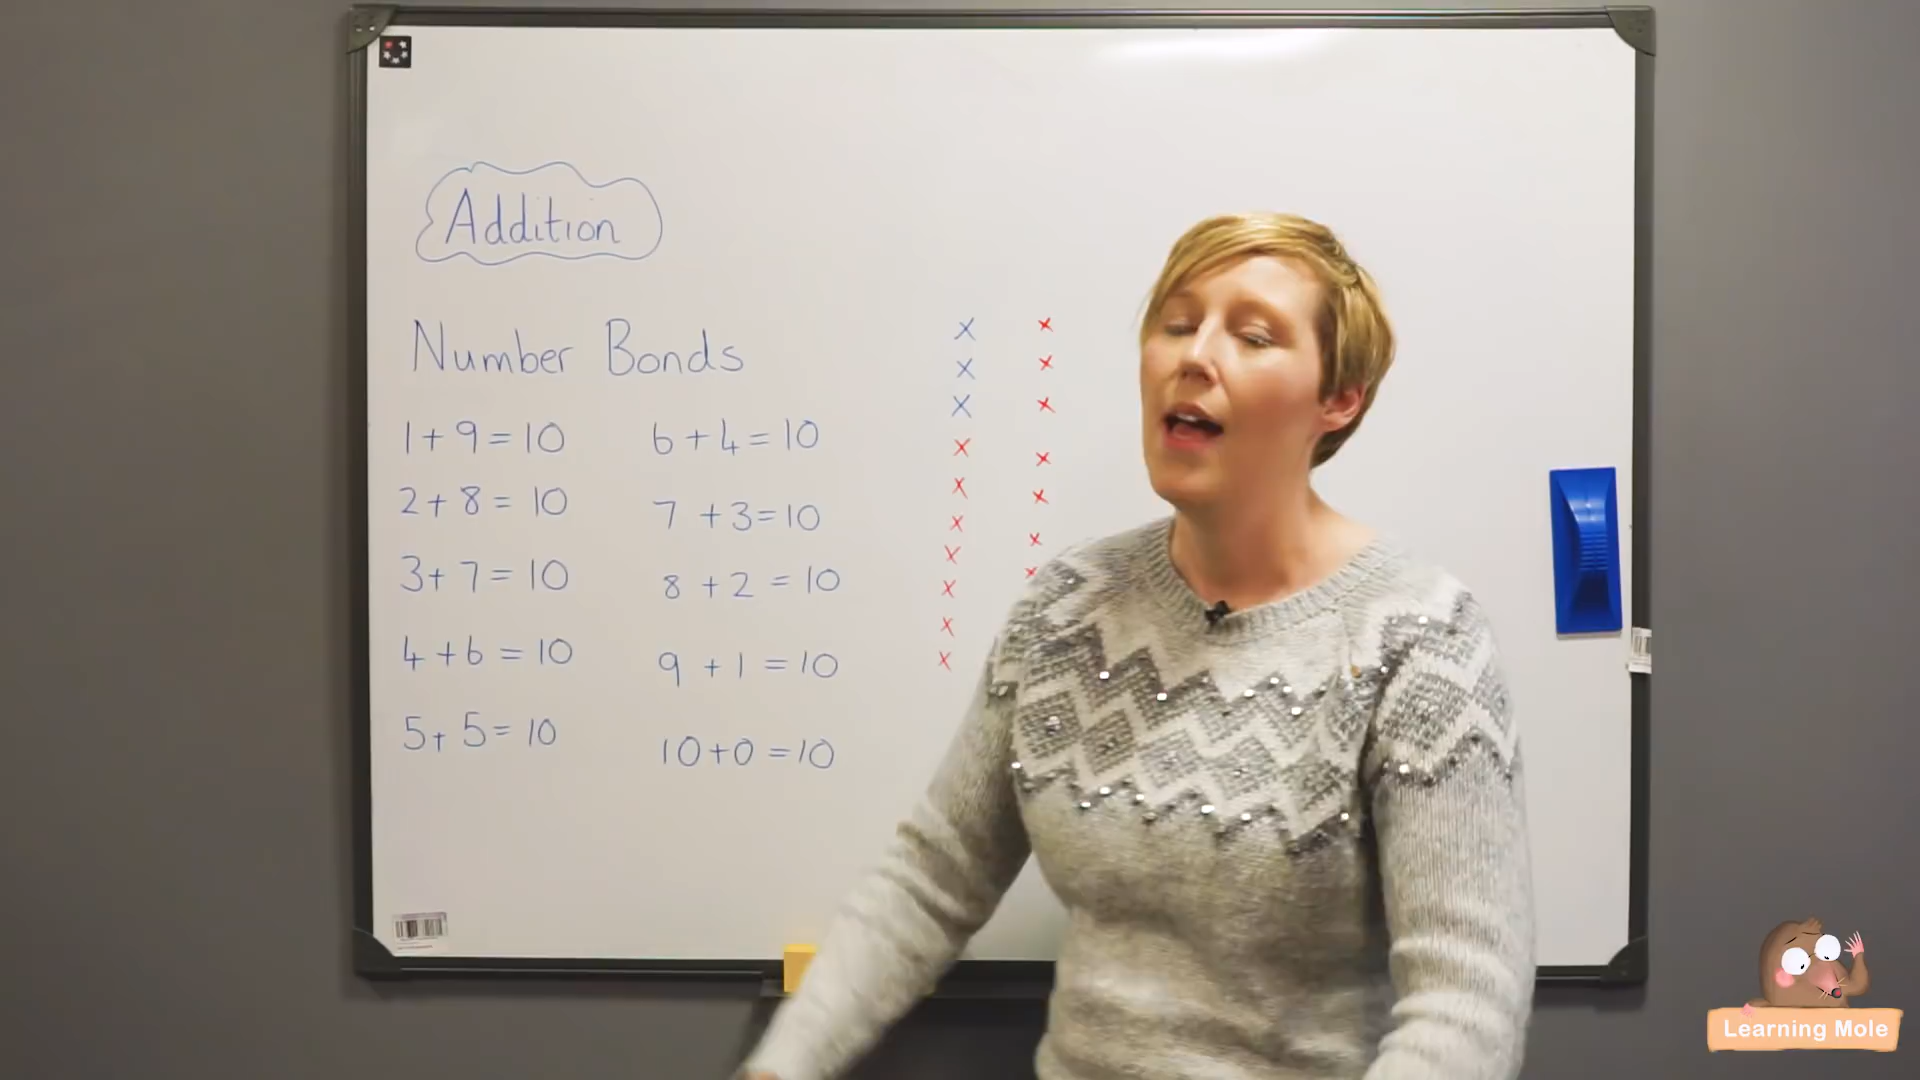 Addition
Number Bonds
1 + 9 = 10
2 + 8 = 10
3 + 7 = 10
4 + 6 = 10
5 + 5 = 10
6 + 4 = 10
7 + 3 = 10
8 + 2 = 10
9 + 1 = 10
10 + 0 = 10
x x
x x
x x
x x
x x
x x
x x
x
x
x
Learning Mole